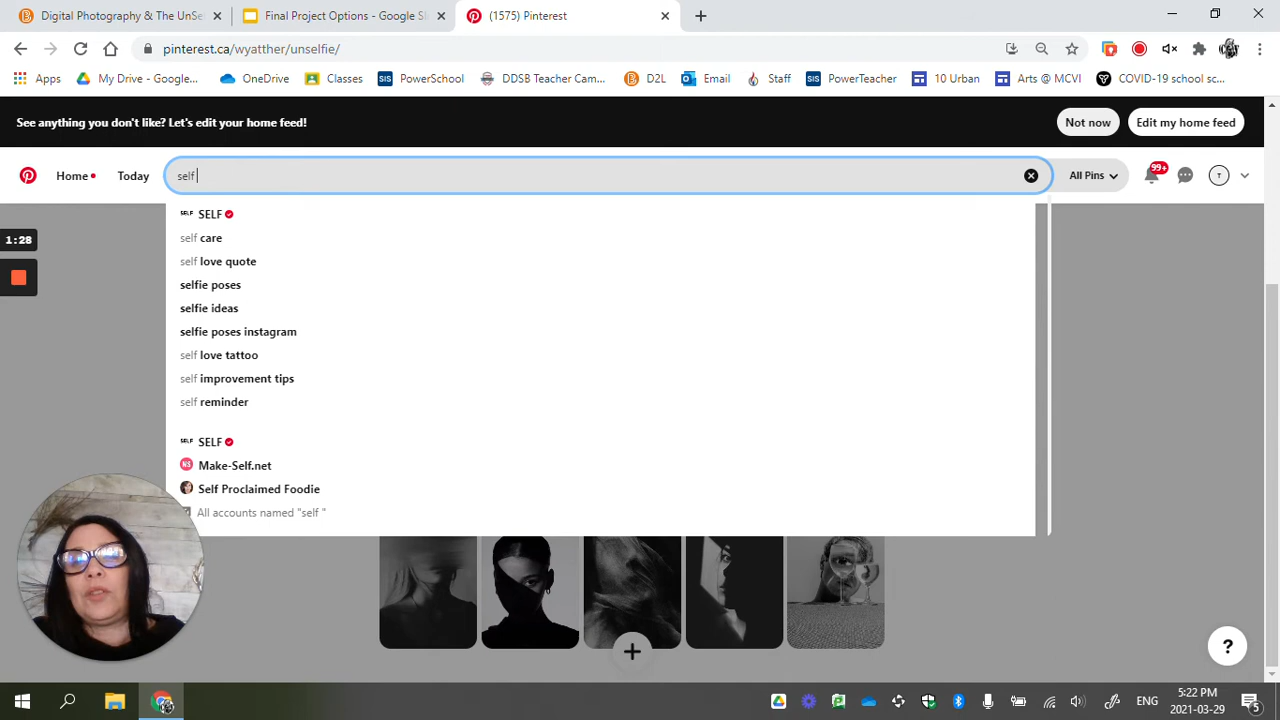 Digital Photography & The UnSe
Final Project Options - Google Sl
(1575) Pinterest
pinterest.ca/wyatther/unselfie/
Apps
My Drive - Google...
OneDrive
Classes
PowerSchool
DDSB Teacher Cam...
D2L
Email
Staff
PowerTeacher
10 Urban
Arts @ MCVI
COVID-19 school sc...
See anything you don't like? Let's edit your home feed!
Not now
Edit my home feed
Home
Today
self
All Pins
99+
T
1:28
SELF SELF
self care
self love quote
selfie poses
selfie ideas
selfie poses instagram
self love tattoo
self improvement tips
self reminder
SELF SELF
NS Make-Self.net
Self Proclaimed Foodie
All accounts named "self "
?
ENG
5:22 PM
2021-03-29
5